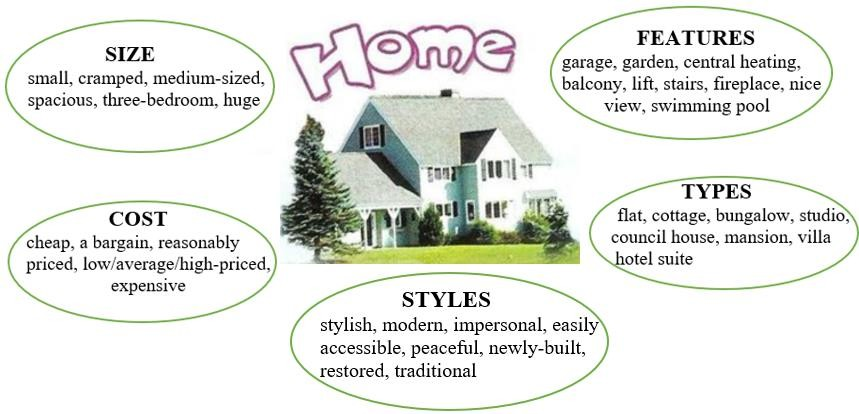 Home
SIZE
small, cramped, medium-sized,
spacious, three-bedroom, huge
FEATURES
garage, garden, central heating,
balcony, lift, stairs, fireplace, nice
view, swimming pool
COST
cheap, a bargain, reasonably
priced, low/average/high-priced,
expensive
TYPES
flat, cottage, bungalow, studio,
council house, mansion, villa
hotel suite
STYLES
stylish, modern, impersonal, easily
accessible, peaceful, newly-built,
restored, traditional